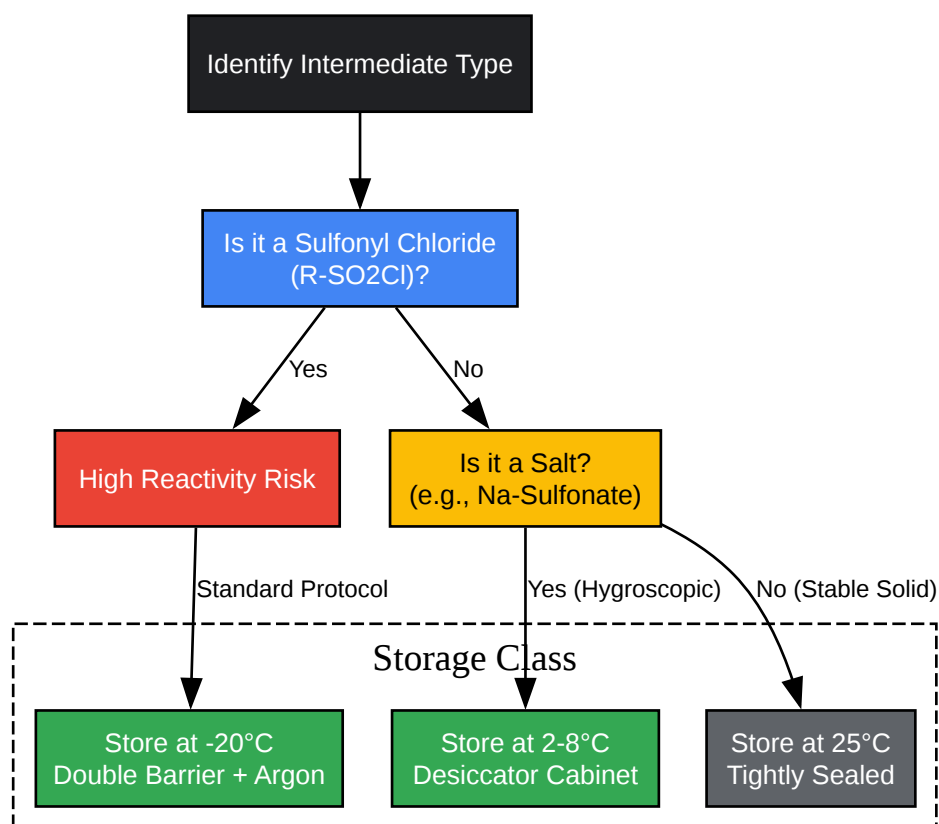 Identify Intermediate Type
Is it a Sulfonyl Chloride
(R-SO2Cl)?
Yes
No
High Reactivity Risk
Is it a Salt?
(e.g., Na-Sulfonate)
Standard Protocol
Yes (Hygroscopic)
No (Stable Solid)
Storage Class
Store at -20°C
Double Barrier + Argon
Store at 2-8°C
Desiccator Cabinet
Store at 25°C
Tightly Sealed